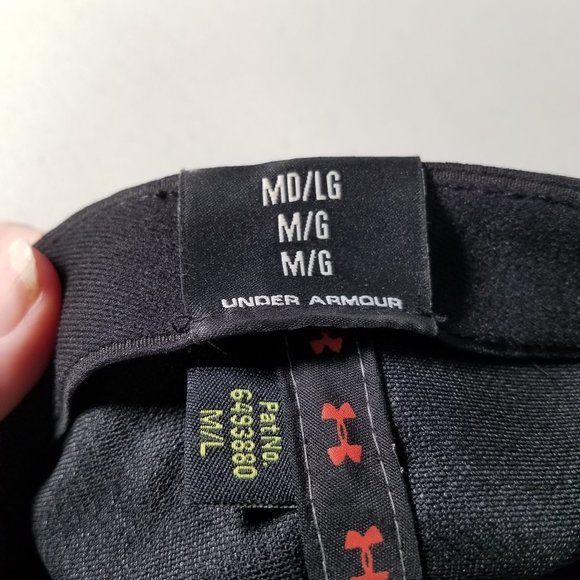 MD/LG
M/G
M/G
UNDER ARMOUR
Pat No.
6493880
M/L